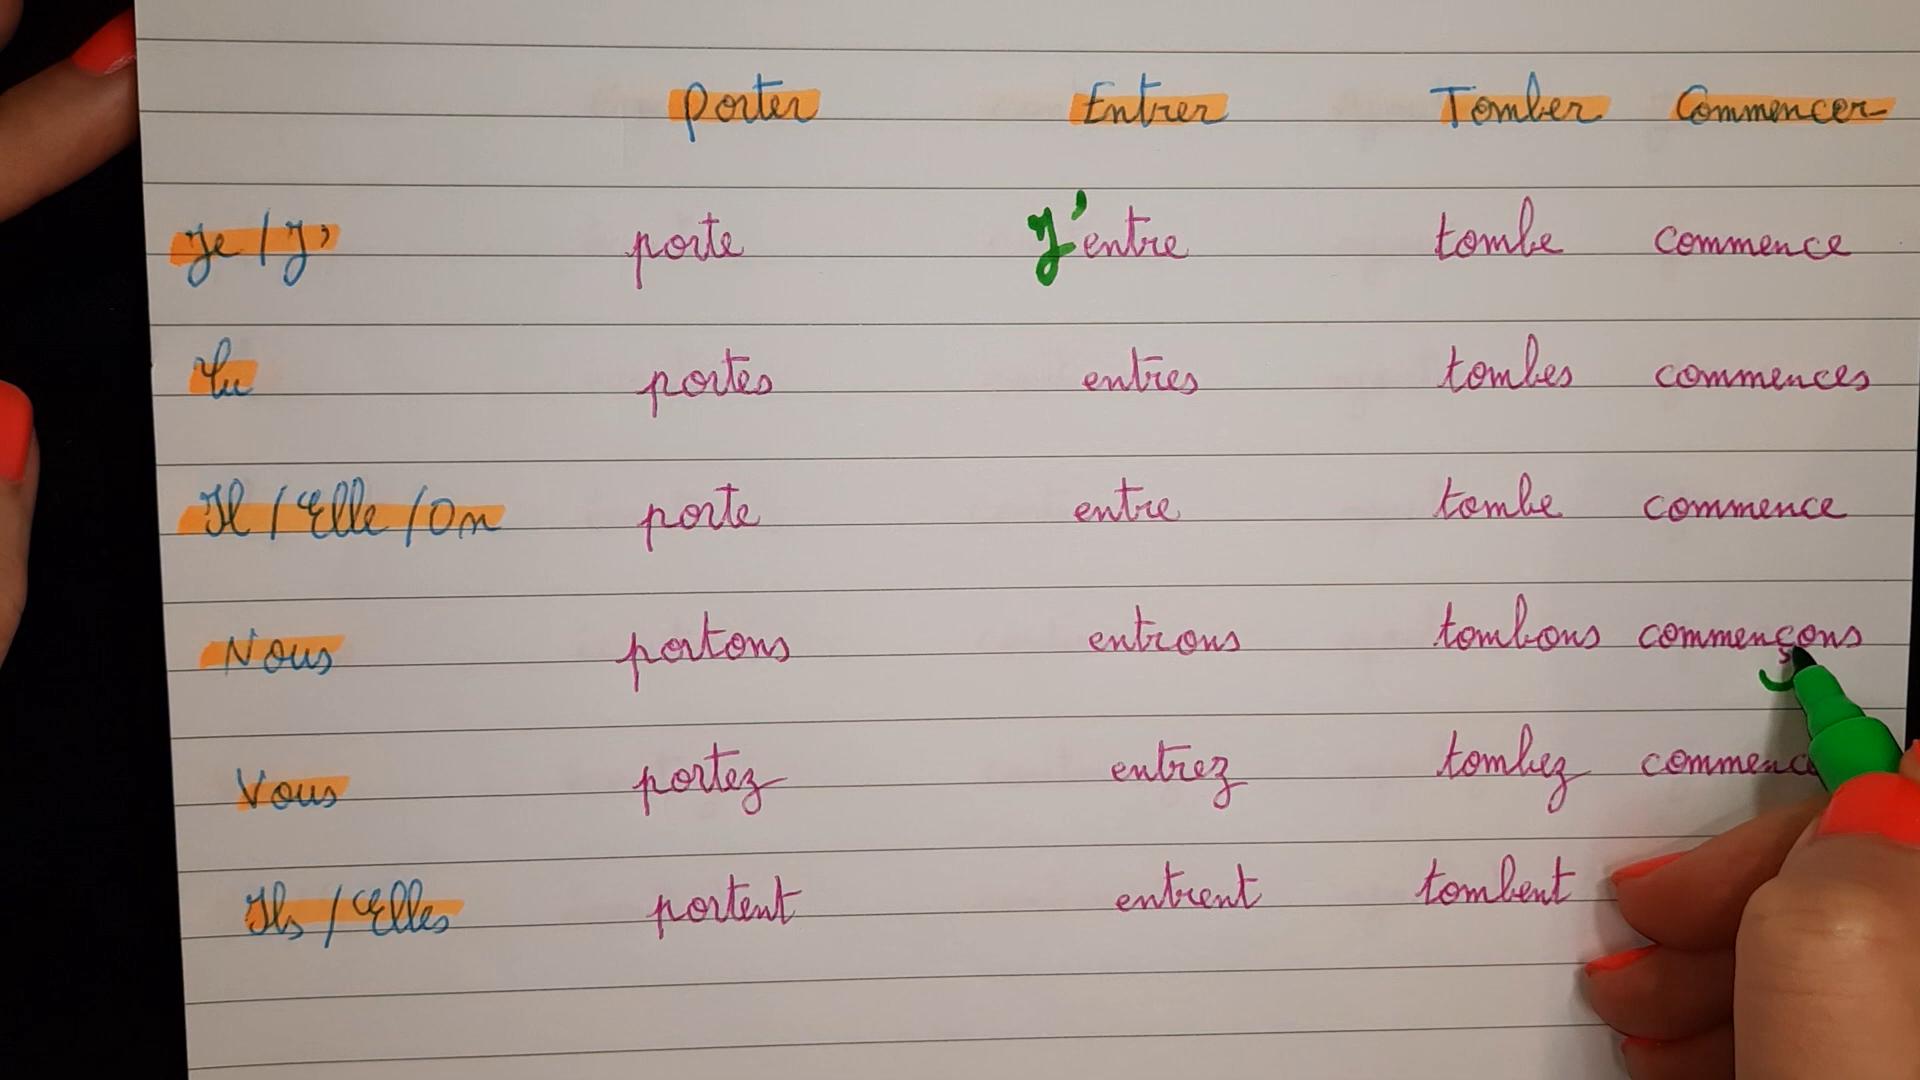 Porter Entrer Tomber Commencer
Je / J' porte J'entre tombe commence
Tu portes entres tombes commences
Il / Elle / On porte entre tombe commence
Nous portons entrons tombons commençons
Vous portez entrez tombez
Ils / Elles portent entrent tombent